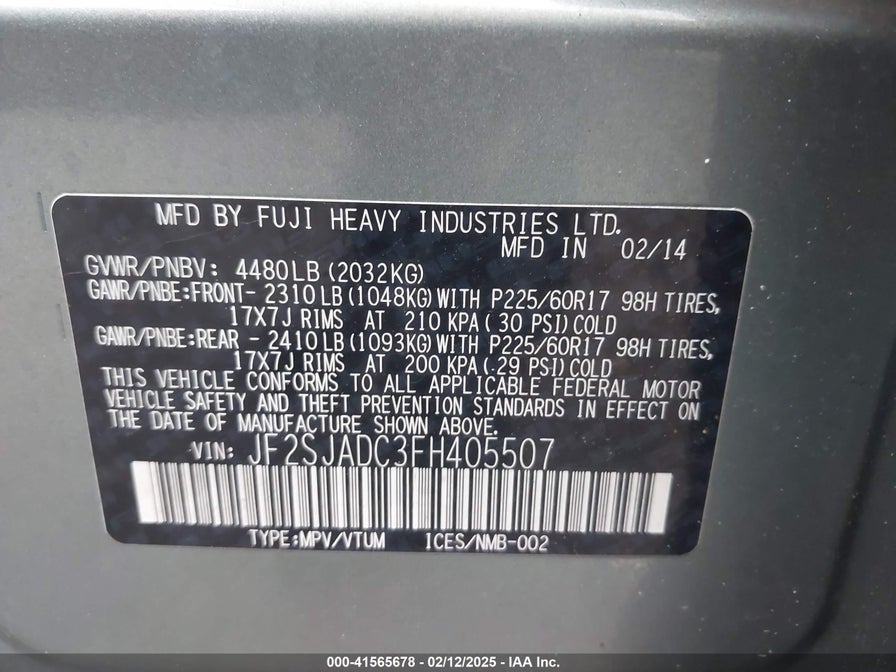 MFD BY FUJI HEAVY INDUSTRIES LTD.
MFD IN 02/14
GVWR/PNBV: 4480LB (2032KG)
GAWR/PNBE:FRONT- 2310LB (1048KG) WITH P225/60R17 98H TIRES,
17X7J RIMS AT 210 KPA ( 30 PSI) COLD
GAWR/PNBE:REAR - 2410LB (1093KG) WITH P225/60R17 98H TIRES,
17X7J RIMS AT 200 KPA ( 29 PSI) COLD
THIS VEHICLE CONFORMS TO ALL APPLICABLE FEDERAL MOTOR
VEHICLE SAFETY AND THEFT PREVENTION STANDARDS IN EFFECT ON
THE DATE OF MANUFACTURE SHOWN ABOVE.
VIN: JF2SJADC3FH405507
TYPE:MPV/VTUM ICES/NMB-002
000-41565678 - 02/12/2025 - IAA Inc.